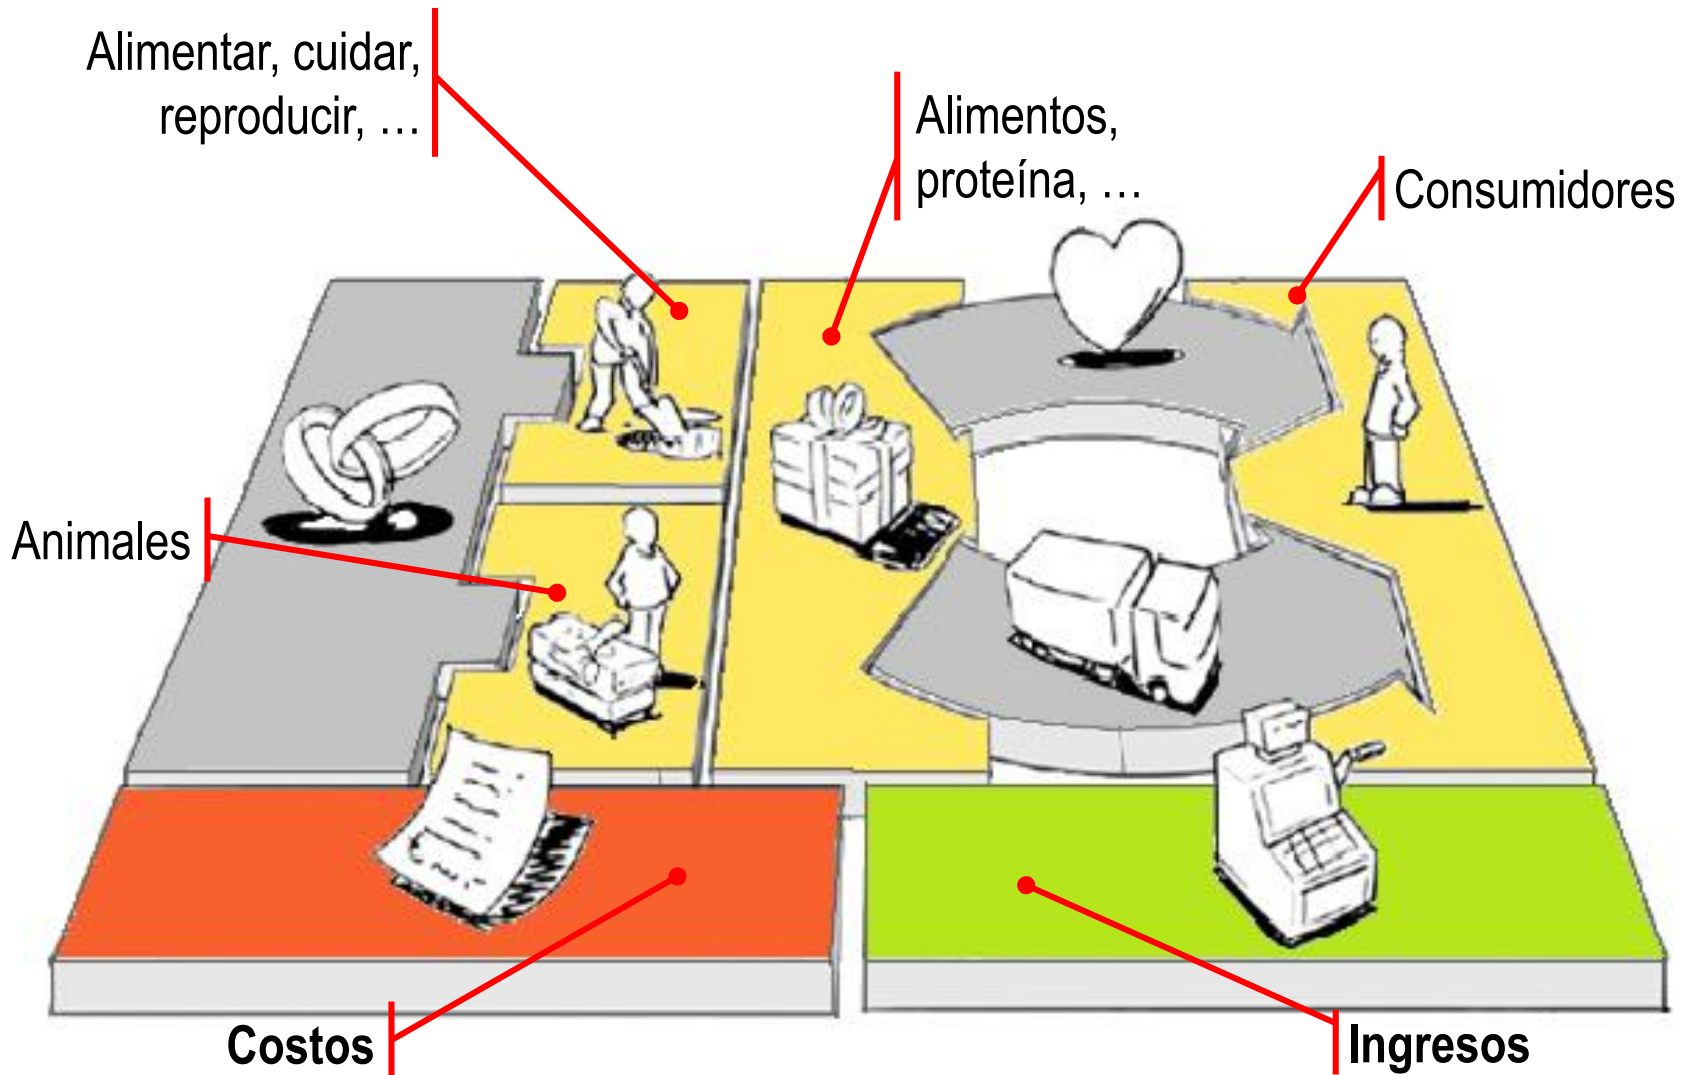 Alimentar, cuidar,
reproducir, …
Alimentos,
proteína, …
Consumidores
Animales
Costos
Ingresos